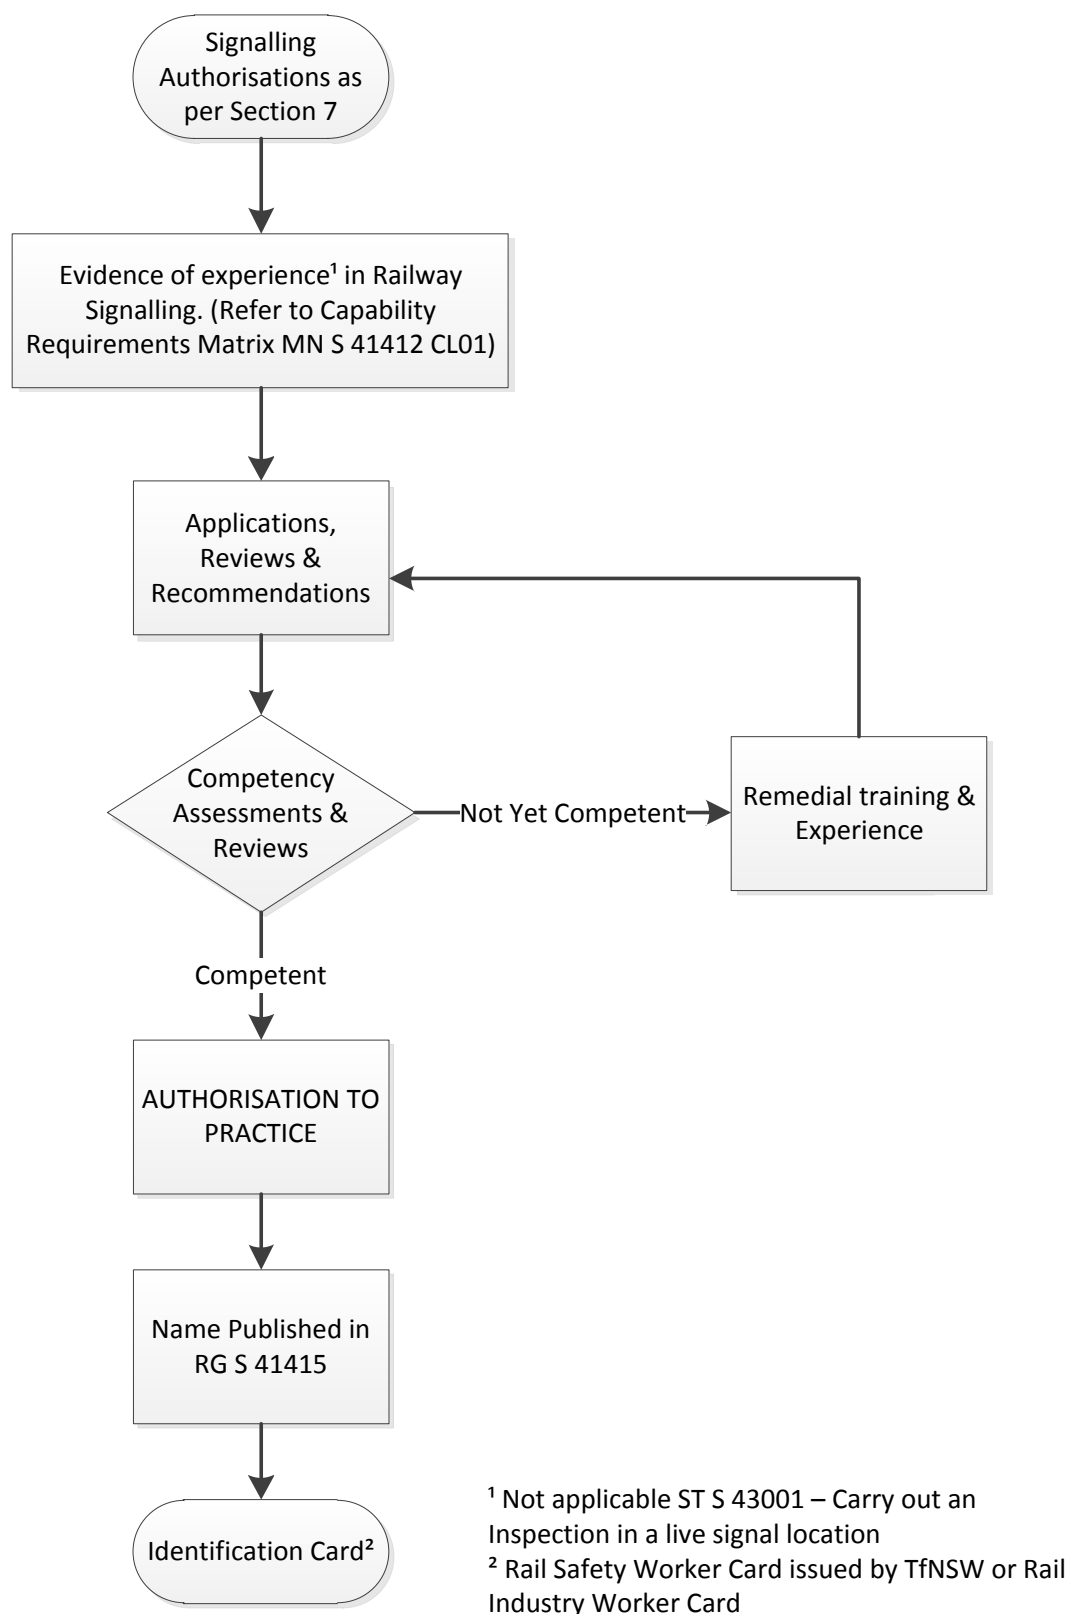 Signalling
Authorisations as
per Section 7
Evidence of experience¹ in Railway
Signalling. (Refer to Capability
Requirements Matrix MN S 41412 CL01)
Applications,
Reviews &
Recommendations
Competency
Assessments &
Reviews
Not Yet Competent
Remedial training &
Experience
Competent
AUTHORISATION TO
PRACTICE
Name Published in
RG S 41415
Identification Card²
¹ Not applicable ST S 43001 – Carry out an
Inspection in a live signal location
² Rail Safety Worker Card issued by TfNSW or Rail
Industry Worker Card